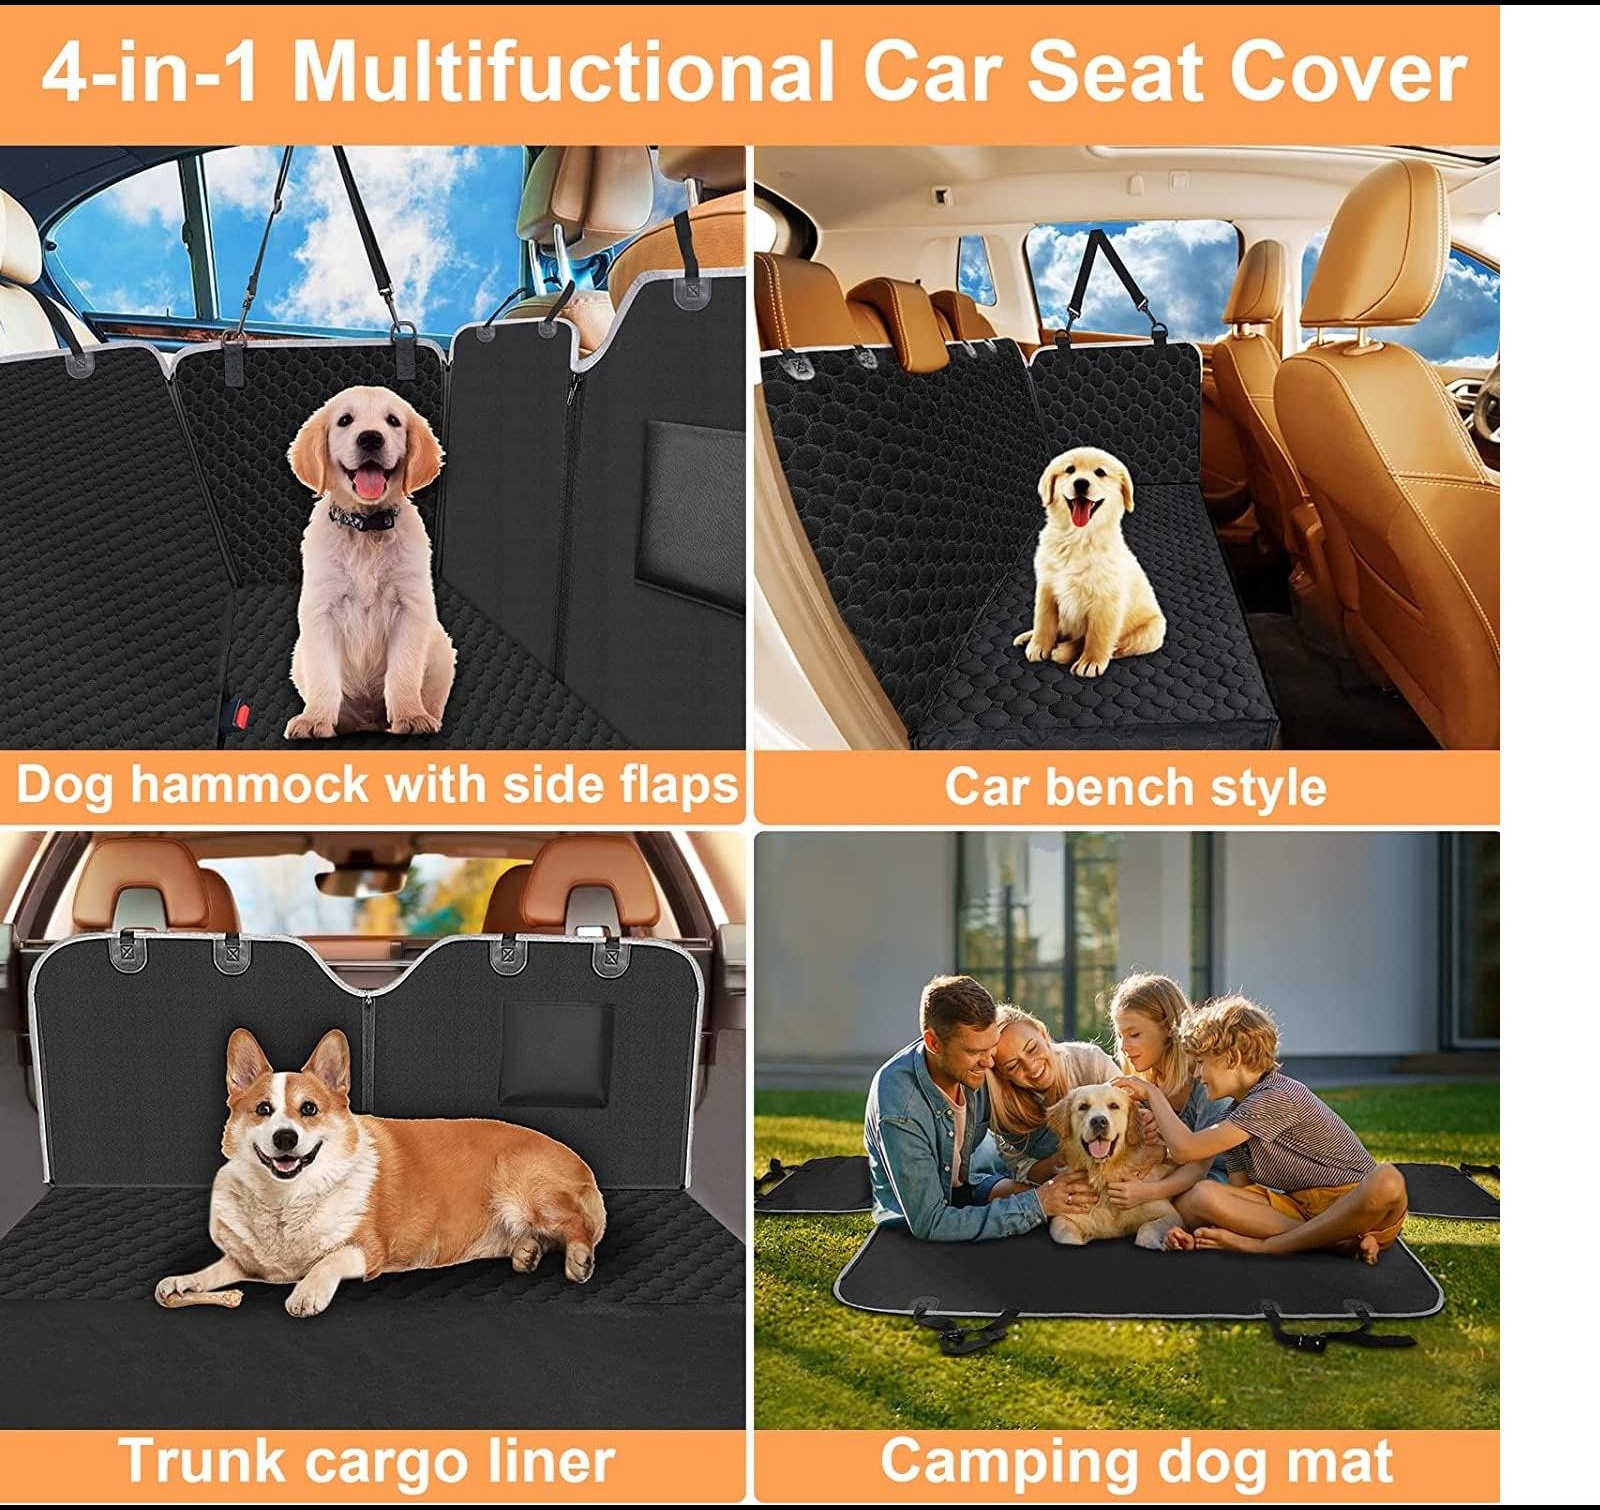 4-in-1 Multifuctional Car Seat Cover
Dog hammock with side flaps
Car bench style
Trunk cargo liner
Camping dog mat